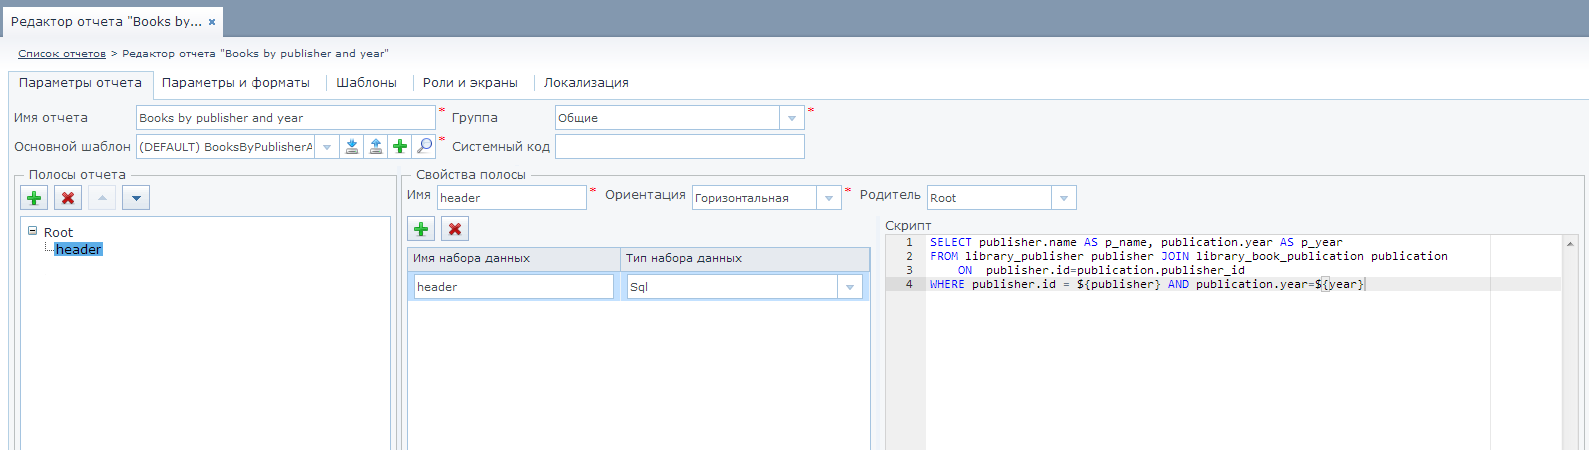 Редактор отчета "Books by... ×
Список отчетов > Редактор отчета "Books by publisher and year"
Параметры отчета Параметры и форматы Шаблоны Роли и экраны Локализация
Имя отчета Books by publisher and year * Группа Общие *
Основной шаблон (DEFAULT) BooksByPublisherA * Системный код
Полосы отчета
Свойства полосы
Имя header * Ориентация Горизонтальная * Родитель Root
Root
header
Имя набора данных Тип набора данных
header Sql
Скрипт
1 SELECT publisher.name AS p_name, publication.year AS p_year
2 FROM library_publisher publisher JOIN library_book_publication publication
3 ON publisher.id=publication.publisher_id
4 WHERE publisher.id = ${publisher} AND publication.year=${year}